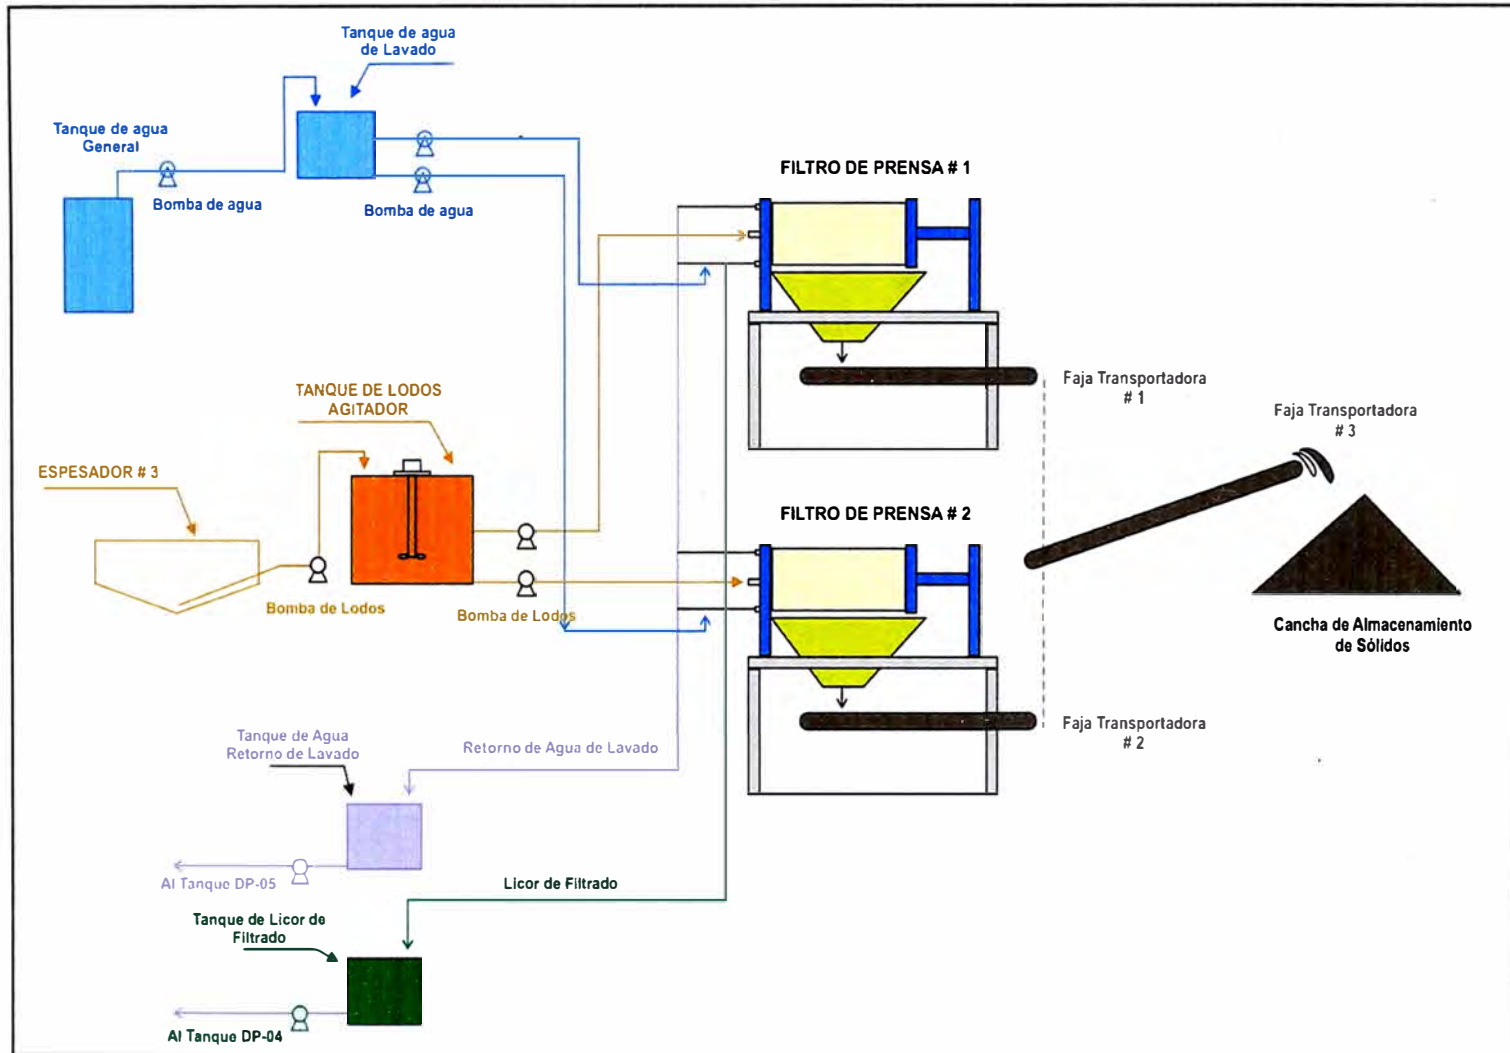 Tanque de agua
de Lavado
Tanque de agua
General
Bomba de agua
Bomba de agua
FILTRO DE PRENSA # 1
Faja Transportadora
# 1
TANQUE DE LODOS
AGITADOR
Faja Transportadora
# 3
ESPESADOR # 3
FILTRO DE PRENSA # 2
Bomba de Lodos
Bomba de Lodos
Cancha de Almacenamiento
de Sólidos
Faja Transportadora
# 2
Tanque de Agua
Retorno de Lavado
Retorno de Agua de Lavado
Al Tanque DP-05
Licor de Filtrado
Tanque de Licor de
Filtrado
Al Tanque DP-04